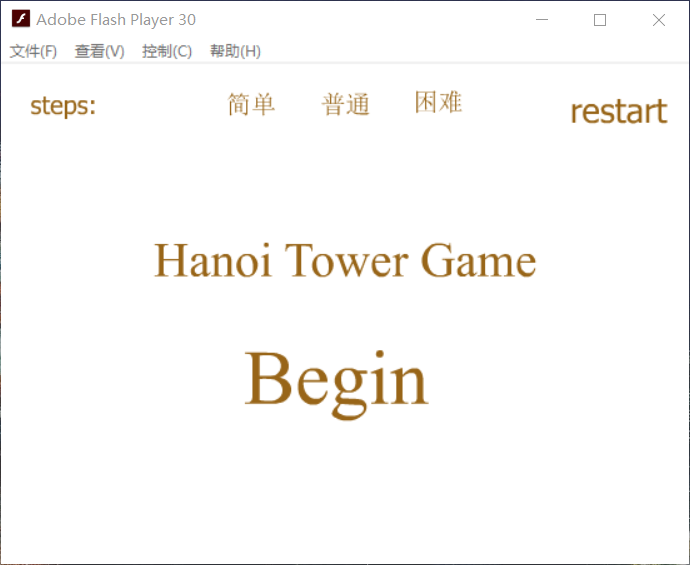 Adobe Flash Player 30
文件(F) 查看(V) 控制(C) 帮助(H)
steps: 简单 普通 困难 restart
Hanoi Tower Game
Begin